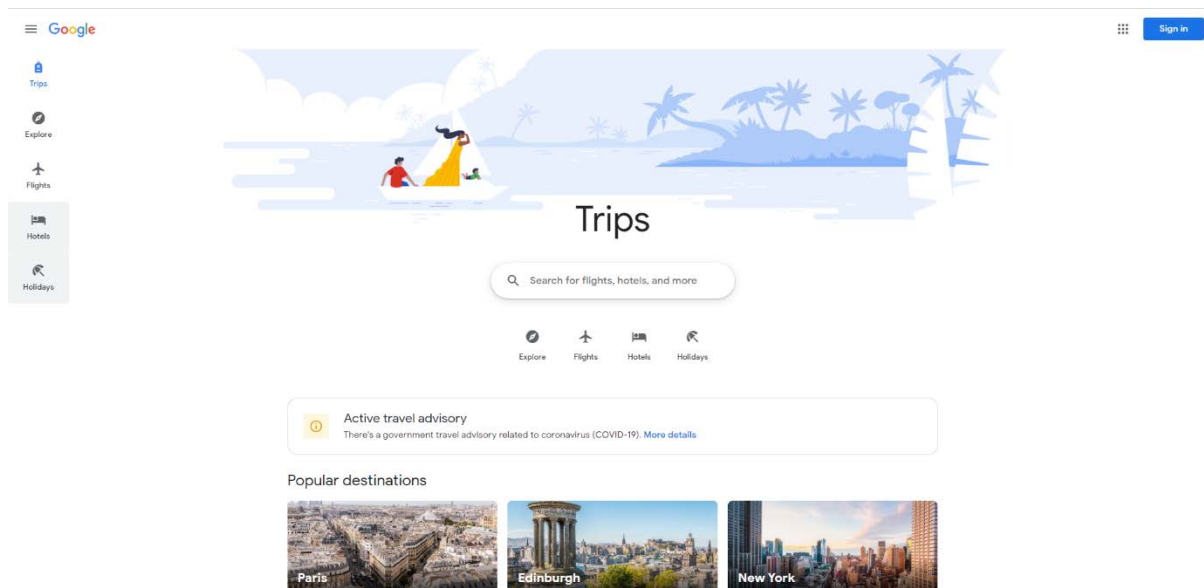 Google
Sign in
Trips
Explore
Flights
Hotels
Holidays
Trips
Search for flights, hotels, and more
Explore Flights Hotels Holidays
Active travel advisory
There's a government travel advisory related to coronavirus (COVID-19). More details
Popular destinations
Paris Edinburgh New York